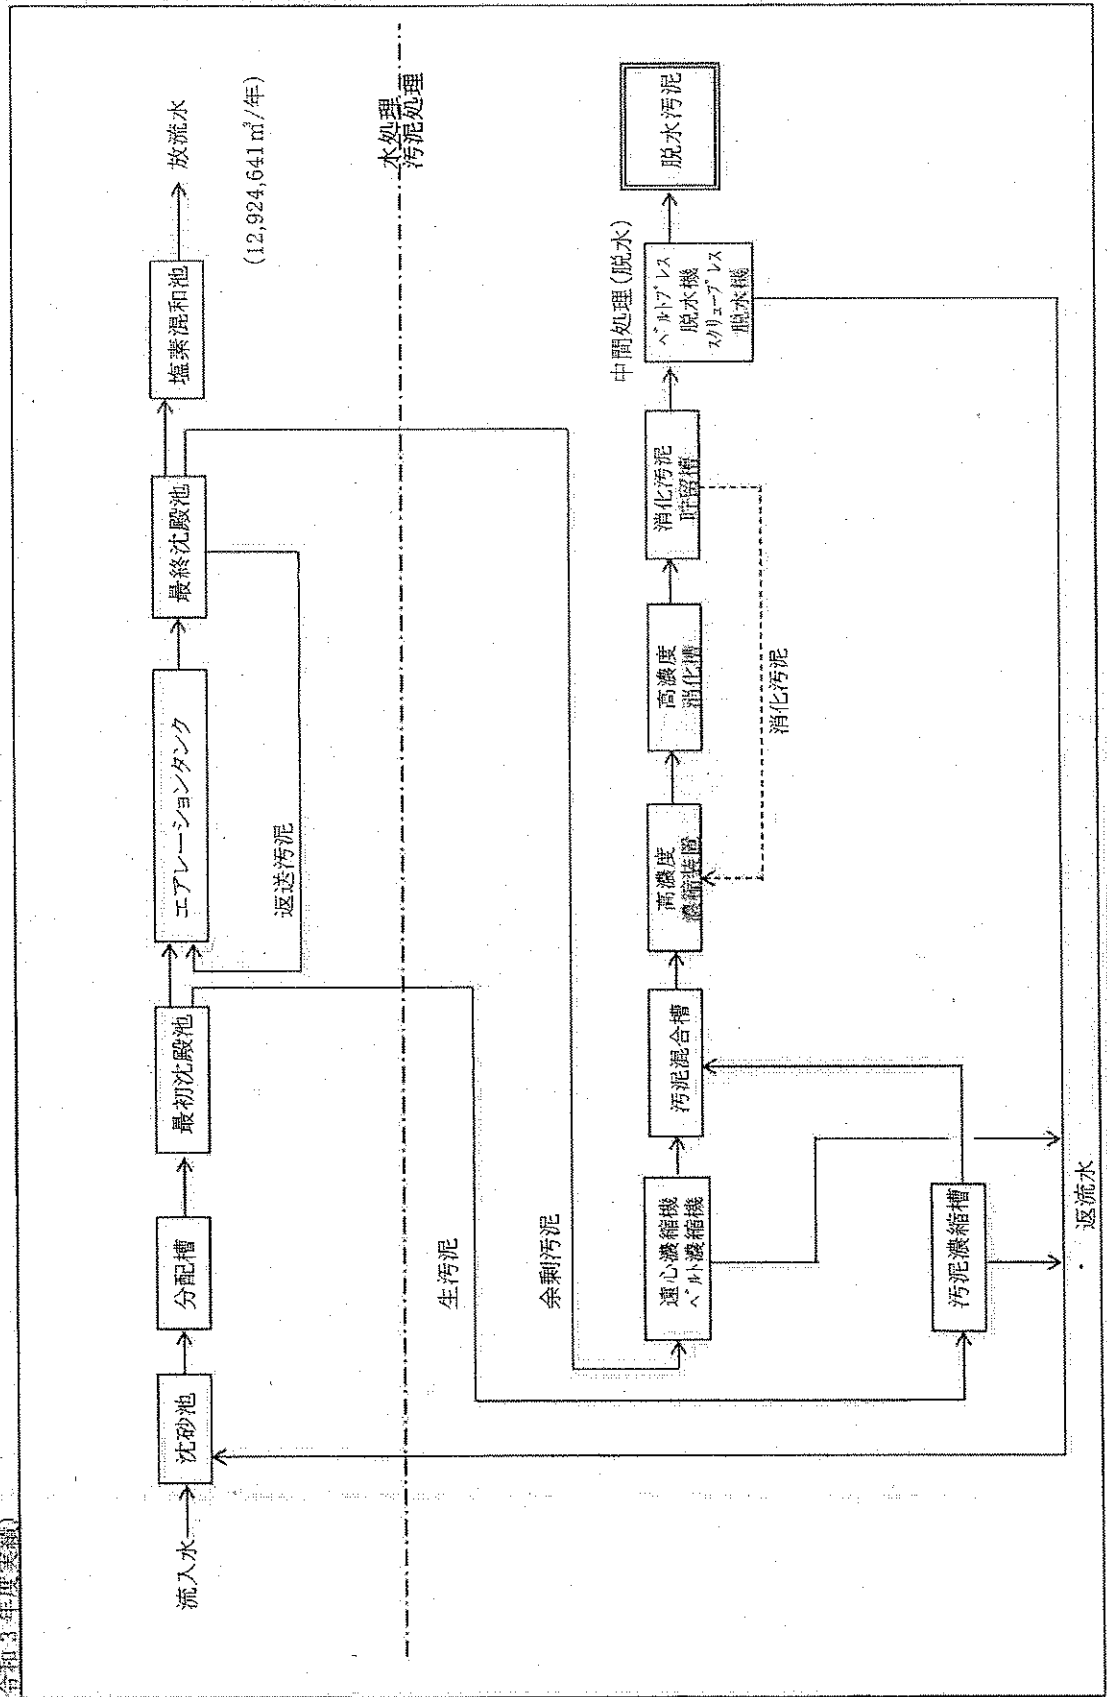 令和3年度実績)
流入水
沈砂池
分配槽
最初沈殿池
エアレーションタンク
最終沈殿池
塩素混和池
放流水
(12,924,641㎥/年)
返送汚泥
水処理
汚泥処理
生汚泥
余剰汚泥
遠心濃縮機
ベルト濃縮機
汚泥混合槽
高濃度
濃縮装置
高濃度
消化槽
消化汚泥
貯留槽
中間処理(脱水)
ベルトプレス
脱水機
スクリュープレス
脱水機
脱水汚泥
消化汚泥
汚泥濃縮槽
返流水